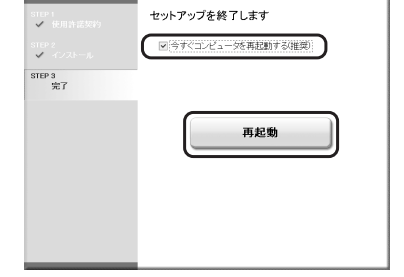 STEP 1
使用許諾契約
STEP 2
インストール
STEP 3
完了
セットアップを終了します
今すぐコンピュータを再起動する(推奨)
再起動